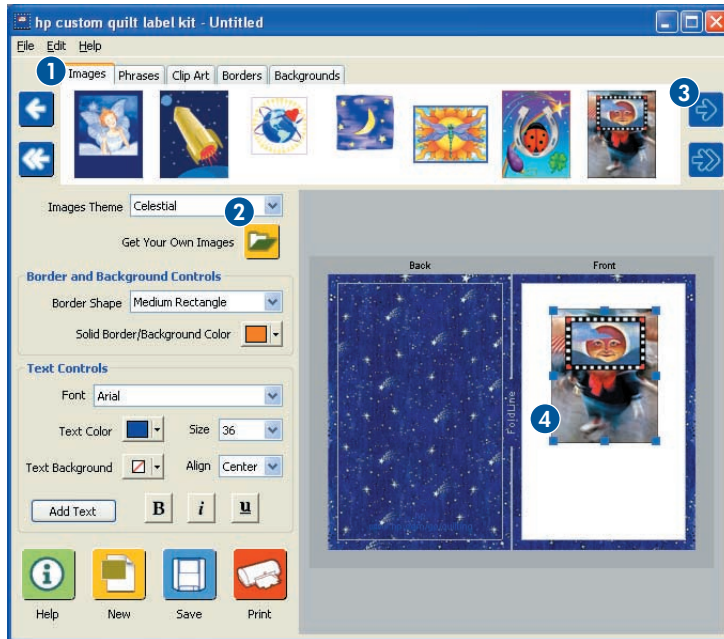 hp custom quilt label kit - Untitled
File Edit Help
1 Images Phrases Clip Art Borders Backgrounds
3
Images Theme Celestial
2
Get Your Own Images
Border and Background Controls
Border Shape Medium Rectangle
Solid Border/Background Color
Text Controls
Font Arial
Text Color Size 36
Text Background Align Center
Add Text B i u
Help New Save Print
Back Front
FoldLine
4